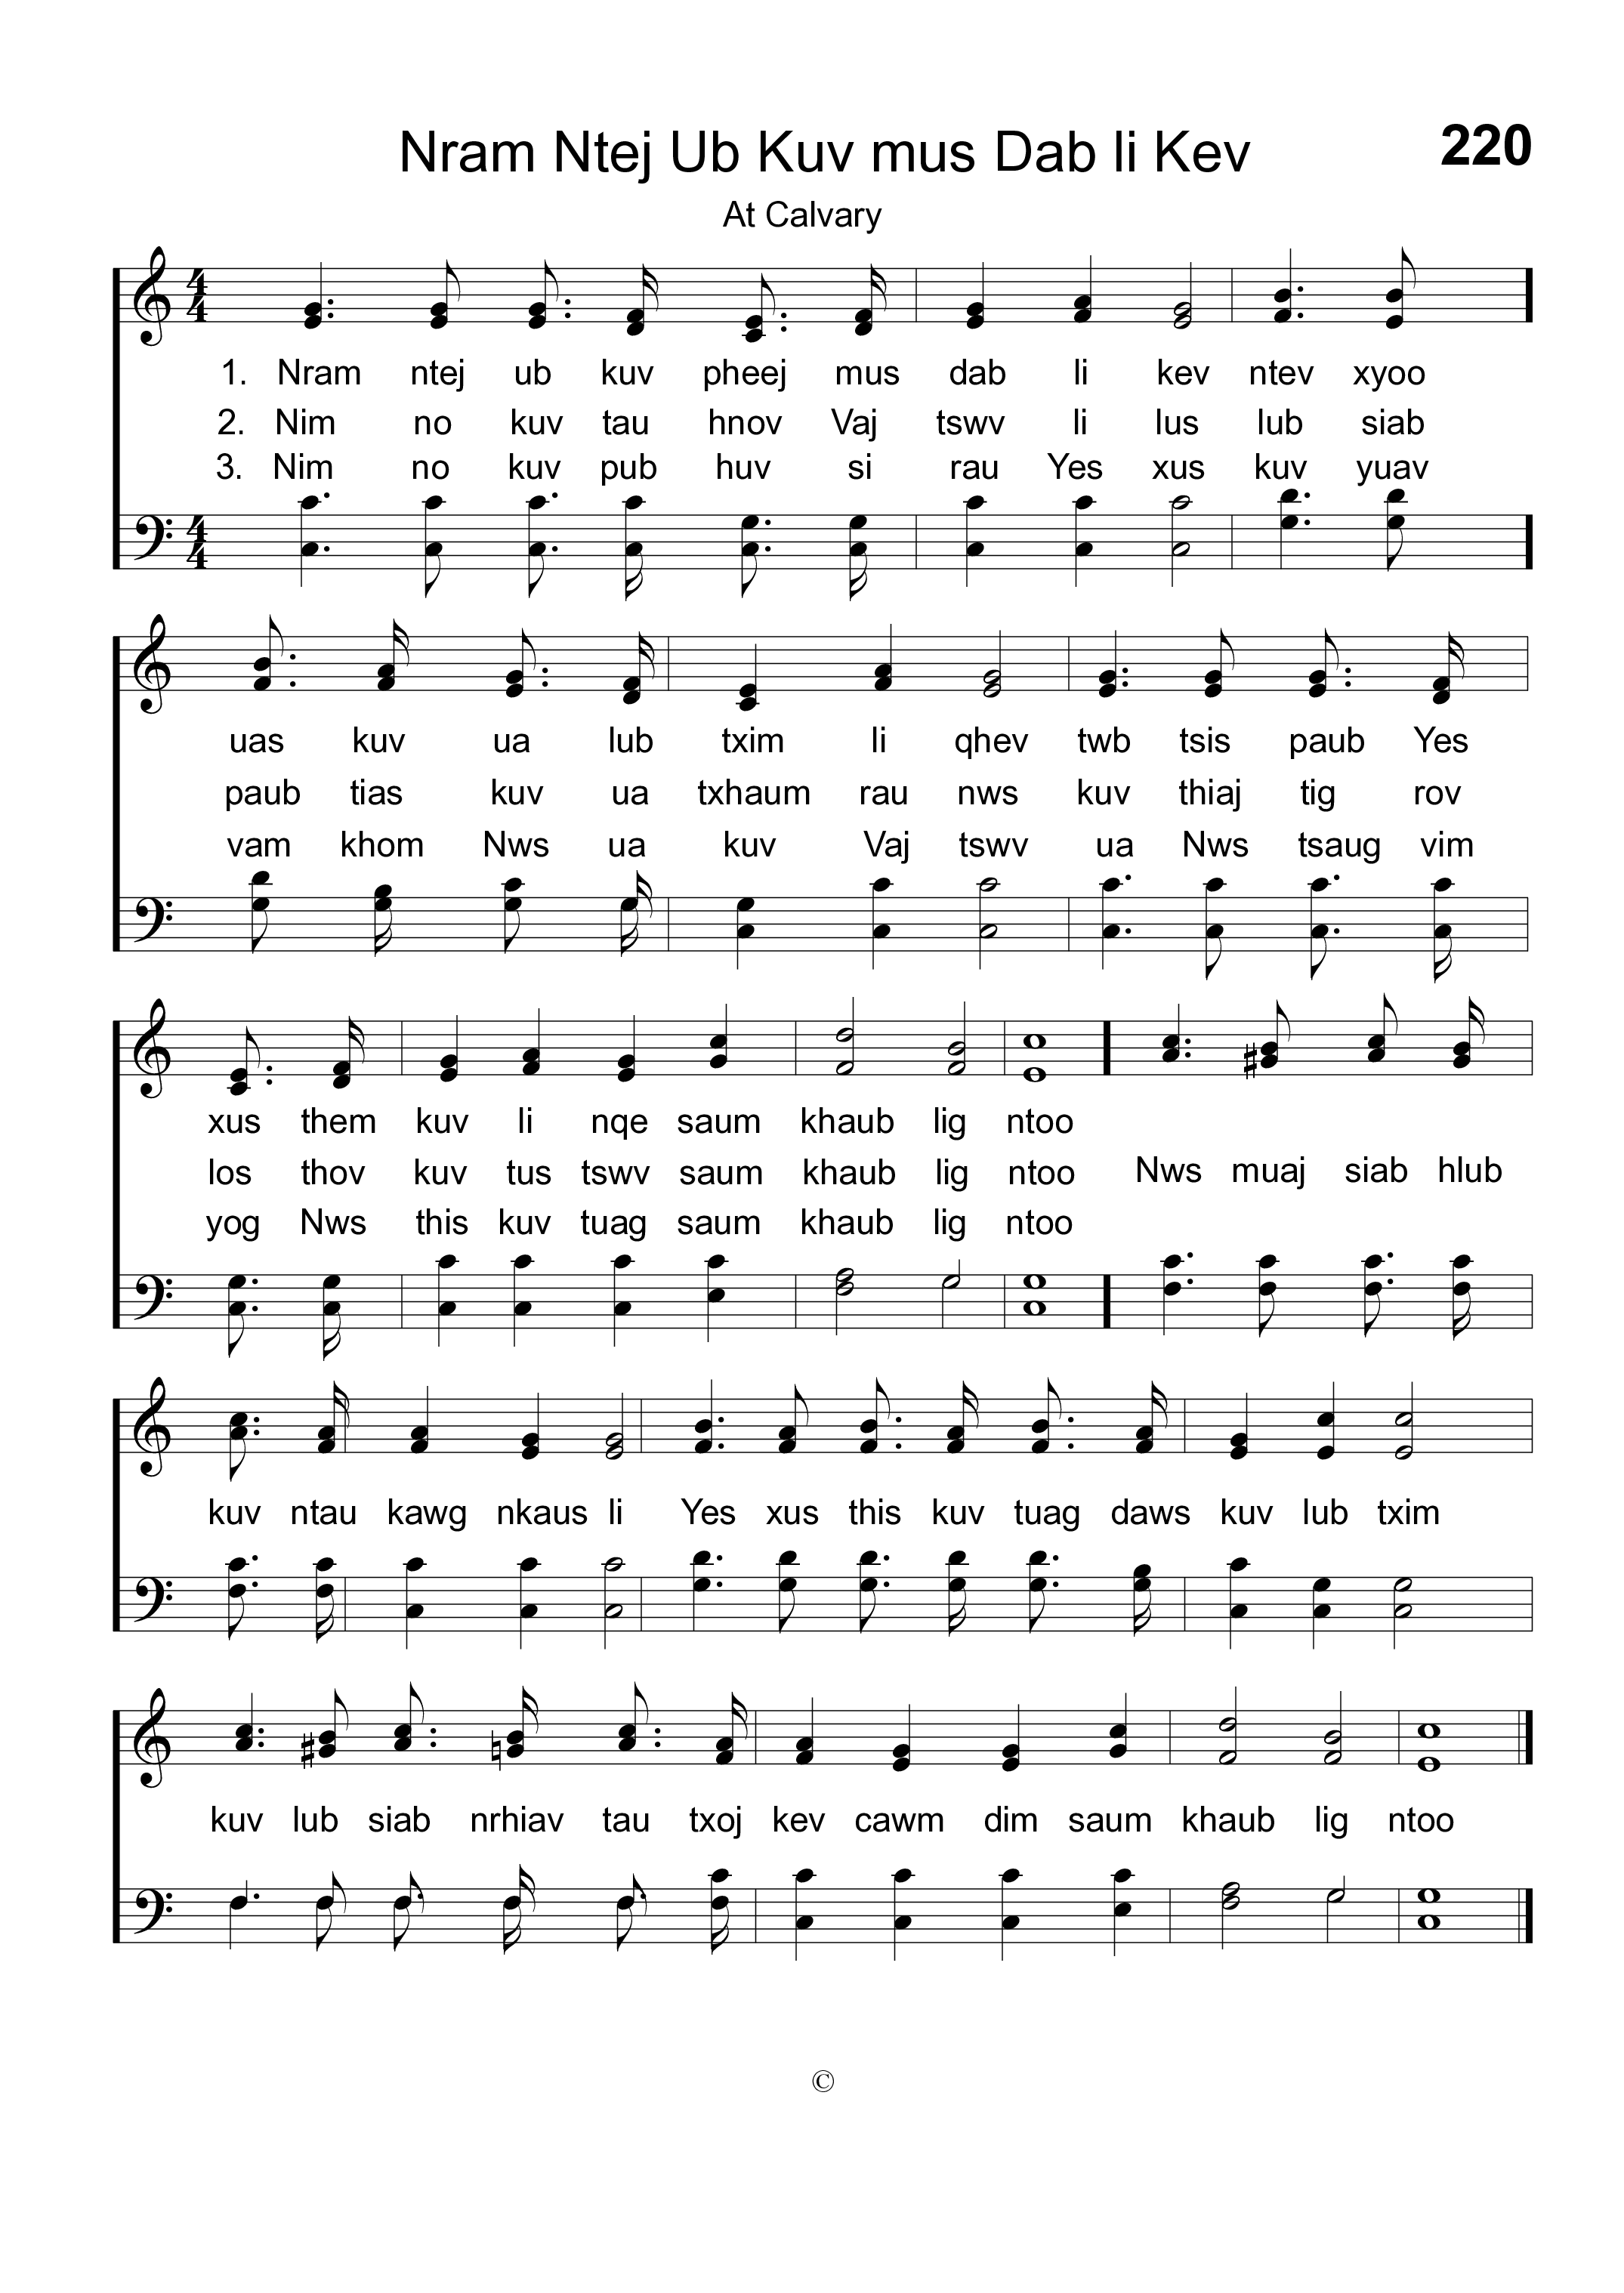 Nram Ntej Ub Kuv mus Dab li Kev 220
At Calvary
1. Nram ntej ub kuv pheej mus dab li kev ntev xyoo
2. Nim no kuv tau hnov Vaj tswv li lus lub siab
3. Nim no kuv pub huv si rau Yes xus kuv yuav
uas kuv ua lub txim li qhev twb tsis paub Yes
paub tias kuv ua txhaum rau nws kuv thiaj tig rov
vam khom Nws ua kuv Vaj tswv ua Nws tsaug vim
xus them kuv li nqe saum khaub lig ntoo
los thov kuv tus tswv saum khaub lig ntoo Nws muaj siab hlub
yog Nws this kuv tuag saum khaub lig ntoo
kuv ntau kawg nkaus li Yes xus this kuv tuag daws kuv lub txim
kuv lub siab nrhiav tau txoj kev cawm dim saum khaub lig ntoo
©